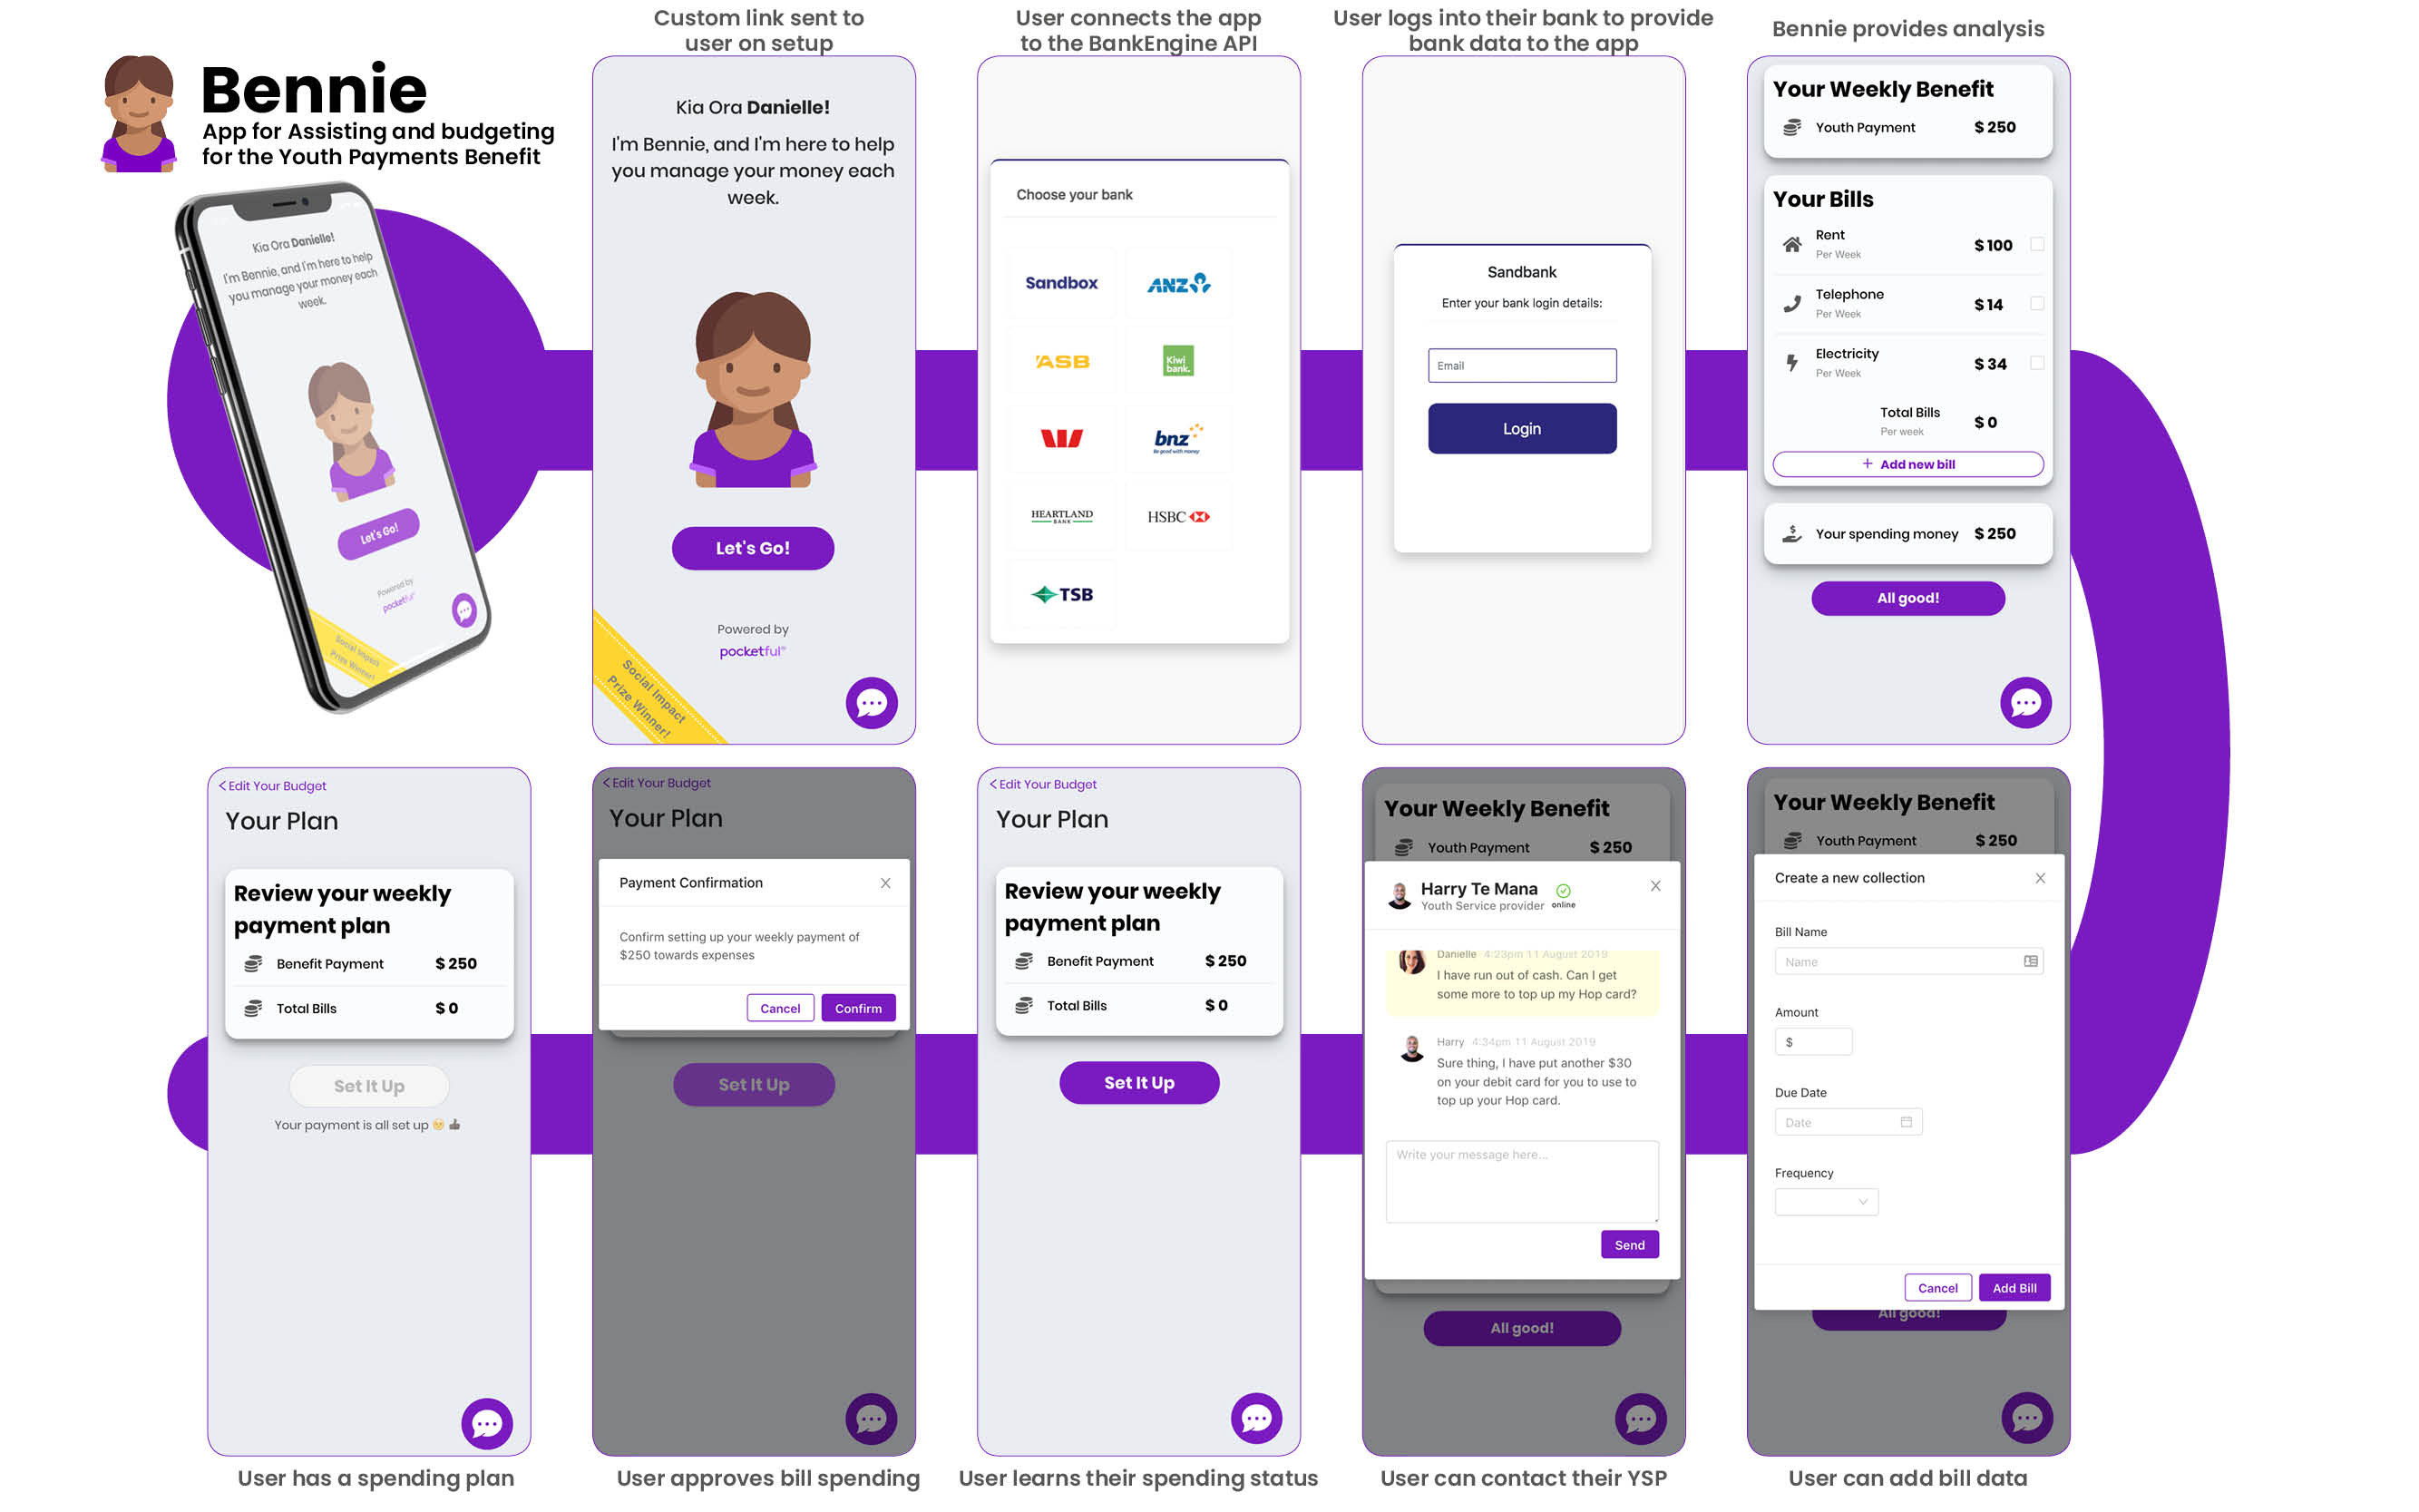 Bennie
App for Assisting and budgeting
for the Youth Payments Benefit
Kia Ora Danielle!
I'm Bennie, and I'm here to help
you manage your money each
week.
Let's Go!
Powered by
pocketful
Social Impact
Prize Winner!
Custom link sent to
user on setup
Kia Ora Danielle!
I'm Bennie, and I'm here to help
you manage your money each
week.
Let's Go!
Powered by
pocketful
Social Impact
Prize Winner!
User connects the app
to the BankEngine API
Choose your bank
Sandbox
ANZ
ASB
Kiwi
bank.
bnz
Be good with money
HEARTLAND
BANK
HSBC
TSB
User logs into their bank to provide
bank data to the app
Sandbank
Enter your bank login details:
Email
Login
Bennie provides analysis
Your Weekly Benefit
Youth Payment $ 250
Your Bills
Rent
Per Week
$ 100
Telephone
Per Week
$ 14
Electricity
Per Week
$ 34
Total Bills
Per week
$ 0
+ Add new bill
Your spending money $ 250
All good!
< Edit Your Budget
Your Plan
Review your weekly
payment plan
Benefit Payment $ 250
Total Bills $ 0
Set It Up
Your payment is all set up
User has a spending plan
< Edit Your Budget
Your Plan
Payment Confirmation
Confirm setting up your weekly payment of
$250 towards expenses
Cancel Confirm
Set It Up
User approves bill spending
< Edit Your Budget
Your Plan
Review your weekly
payment plan
Benefit Payment $ 250
Total Bills $ 0
Set It Up
User learns their spending status
Your Weekly Benefit
Youth Payment $ 250
Harry Te Mana
Youth Service provider online
Danielle 4:23pm 11 August 2019
I have run out of cash. Can I get
some more to top up my Hop card?
Harry 4:34pm 11 August 2019
Sure thing, I have put another $30
on your debit card for you to use to
top up your Hop card.
Write your message here...
Send
All good!
User can contact their YSP
Your Weekly Benefit
Youth Payment $ 250
Create a new collection
Bill Name
Name
Amount
$
Due Date
Date
Frequency
Cancel Add Bill
All good!
User can add bill data